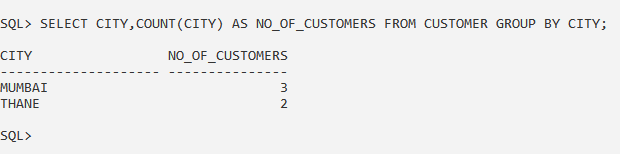 SQL> SELECT CITY,COUNT(CITY) AS NO_OF_CUSTOMERS FROM CUSTOMER GROUP BY CITY;
CITY                 NO_OF_CUSTOMERS
-------------------- ---------------
MUMBAI                             3
THANE                              2
SQL>